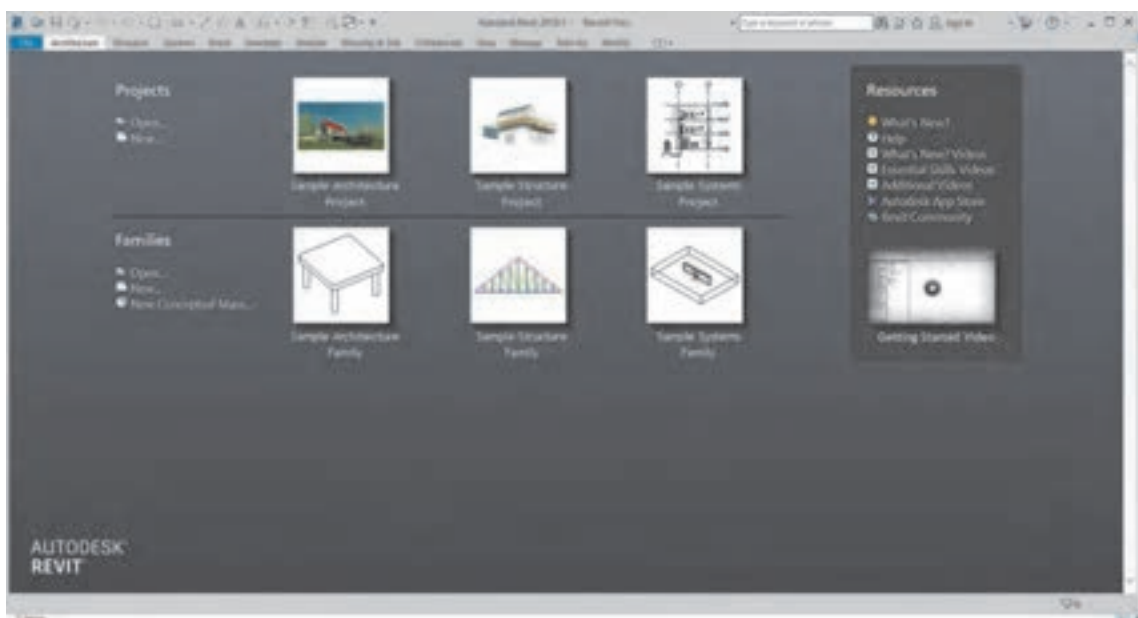 Architecture
Projects
Open...
New...
Sample Architecture
Project
Sample Structure
Project
Sample Systems
Project
Families
Open...
New...
New Conceptual Mass...
Sample Architecture
Family
Sample Structure
Family
Sample Systems
Family
Resources
What's New?
Help
What's New? Videos
Essential Skills Videos
Additional Videos
Autodesk App Store
Revit Community
Getting Started Video
AUTODESK
REVIT